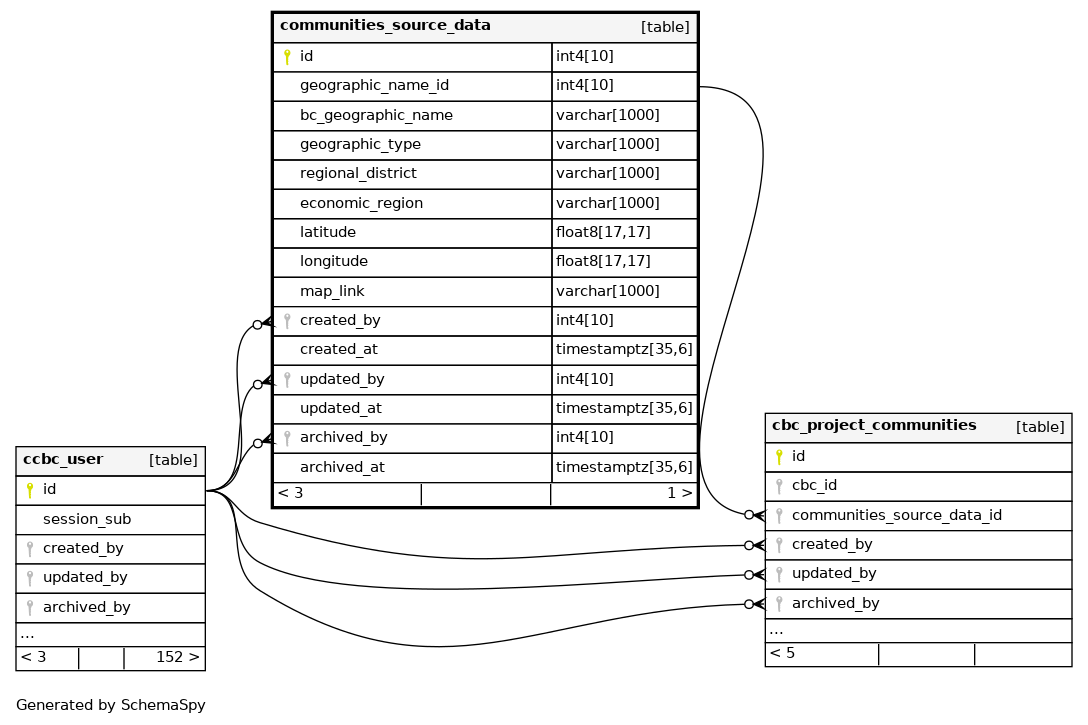 communities_source_data [table]
id int4[10]
geographic_name_id int4[10]
bc_geographic_name varchar[1000]
geographic_type varchar[1000]
regional_district varchar[1000]
economic_region varchar[1000]
latitude float8[17,17]
longitude float8[17,17]
map_link varchar[1000]
created_by int4[10]
created_at timestamptz[35,6]
updated_by int4[10]
updated_at timestamptz[35,6]
archived_by int4[10]
archived_at timestamptz[35,6]
< 3 1 >
ccbc_user [table]
id
session_sub
created_by
updated_by
archived_by
...
< 3 152 >
cbc_project_communities [table]
id
cbc_id
communities_source_data_id
created_by
updated_by
archived_by
...
< 5
Generated by SchemaSpy